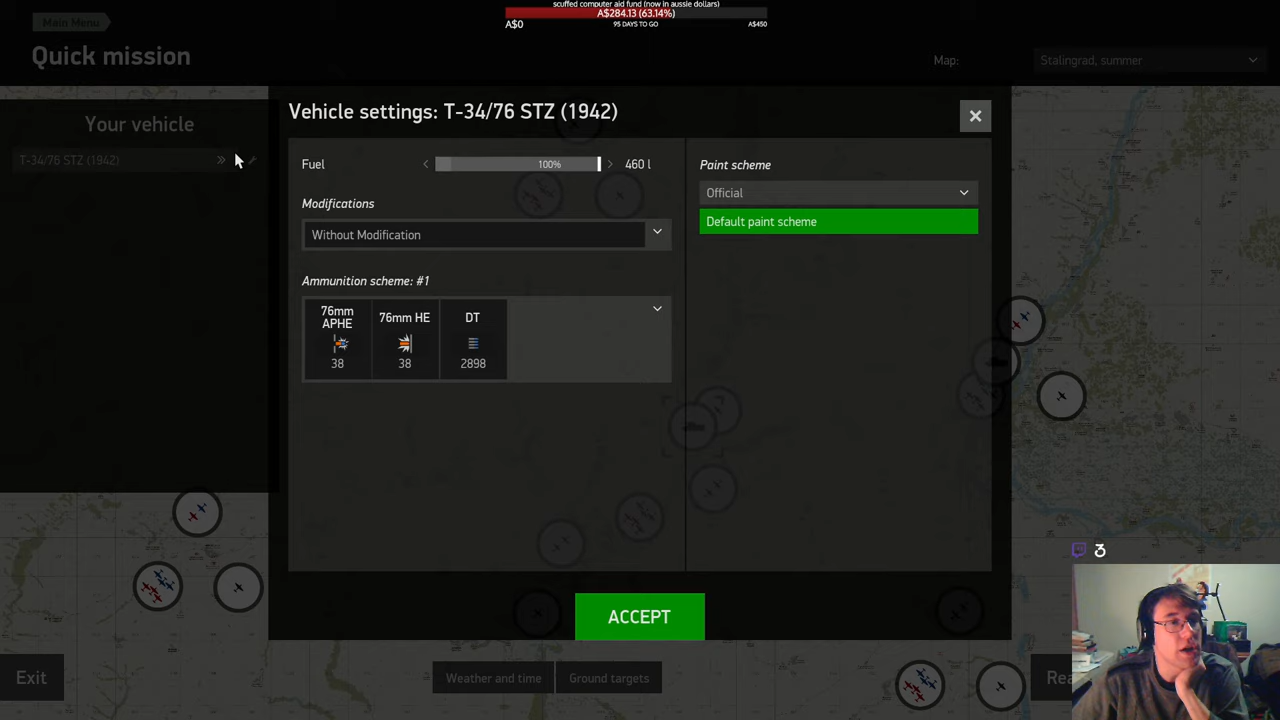 scuffed computer aid fund (now in aussie dollars)
A$284.13 (63.14%)
A$0
95 DAYS TO GO
A$450
Main Menu
Quick mission
Map:
Stalingrad, summer
Your vehicle
T-34/76 STZ (1942)
Vehicle settings: T-34/76 STZ (1942)
Fuel
100%
460 l
Modifications
Without Modification
Ammunition scheme: #1
76mm APHE
76mm HE
DT
38
38
2898
Paint scheme
Official
Default paint scheme
ACCEPT
3
Exit
Weather and time
Ground targets